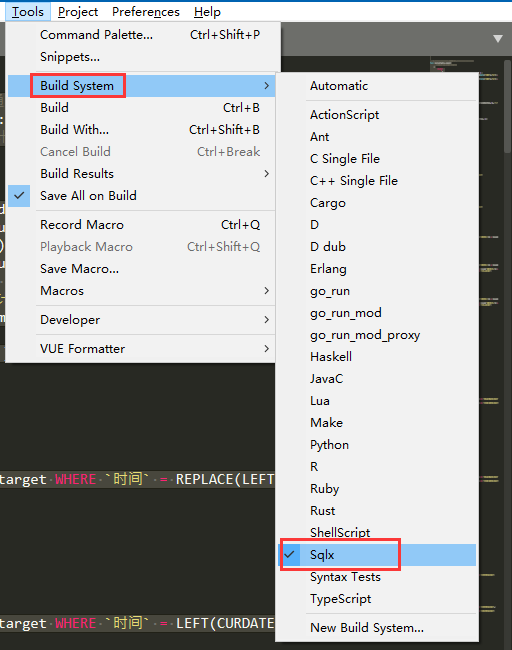 Tools Project Preferences Help
Command Palette... Ctrl+Shift+P
Snippets...
Build System
Build Ctrl+B
Build With... Ctrl+Shift+B
Cancel Build Ctrl+Break
Build Results
Save All on Build
Record Macro Ctrl+Q
Playback Macro Ctrl+Shift+Q
Save Macro...
Macros
Developer
VUE Formatter
Automatic
ActionScript
Ant
C Single File
C++ Single File
Cargo
D
D dub
Erlang
go_run
go_run_mod
go_run_mod_proxy
Haskell
JavaC
Lua
Make
Python
R
Ruby
Rust
ShellScript
Sqlx
Syntax Tests
TypeScript
New Build System...
target WHERE `时间` = REPLACE(LEFT
target WHERE `时间` = LEFT(CURDATE